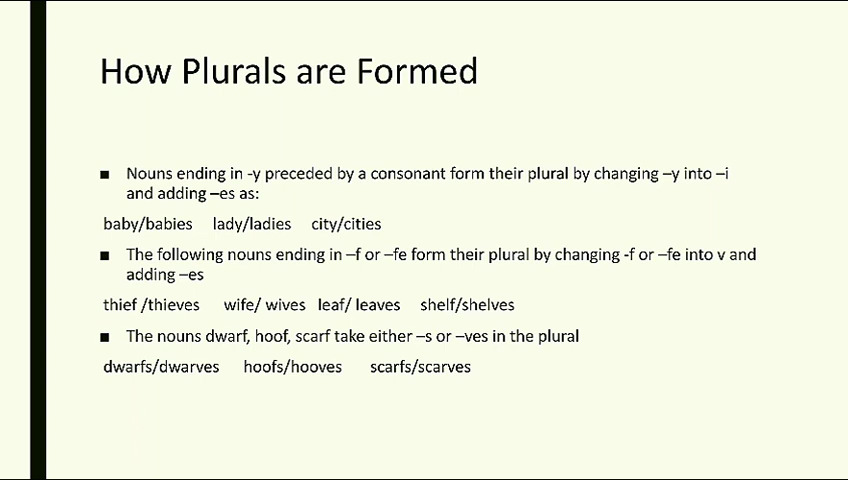 How Plurals are Formed
■ Nouns ending in -y preceded by a consonant form their plural by changing –y into –i
and adding –es as:
baby/babies lady/ladies city/cities
■ The following nouns ending in –f or –fe form their plural by changing -f or –fe into v and
adding –es
thief /thieves wife/ wives leaf/ leaves shelf/shelves
■ The nouns dwarf, hoof, scarf take either –s or –ves in the plural
dwarfs/dwarves hoofs/hooves scarfs/scarves